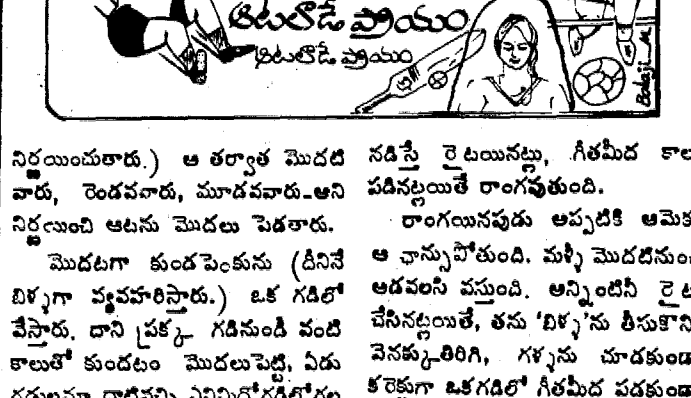 ఆటలాడే ప్రాయం
ఆటలాడే ప్రాయం
నిర్ణయించుతారు.) ఆ తర్వాత మొదటి
వారు, రెండవవారు, మూడవవారు-అని
నిర్ణయించి ఆటను మొదలు పెడతారు.
మొదటగా కుండపెంకును (దీనినే
బిళ్ళగా వ్యవహరిస్తారు.) ఒక గడిలో
వేస్తారు. దాని ప్రక్క గడినుండీ వంటి
కాలుతో కుందటం మొదలుపెట్టి, ఏడు
నడిస్తే రైటయినట్లు, గీతమీద కాల
పడినట్లయితే రాంగవుతుంది.
రాంగయినపుడు అప్పటికి ఆమెక
ఆ ఛాన్సుపోతుంది. మళ్ళీ మొదటినుం
ఆడవలసి వస్తుంది. అన్నింటినీ రైట
చేసినట్లయితే, తను 'బిళ్ళ'ను తీసుకొని
వెనక్కుతిరిగి, గళ్ళను చూడకుండ
కరెక్టుగా ఒకగడిలో గీతమీద పడకుండా